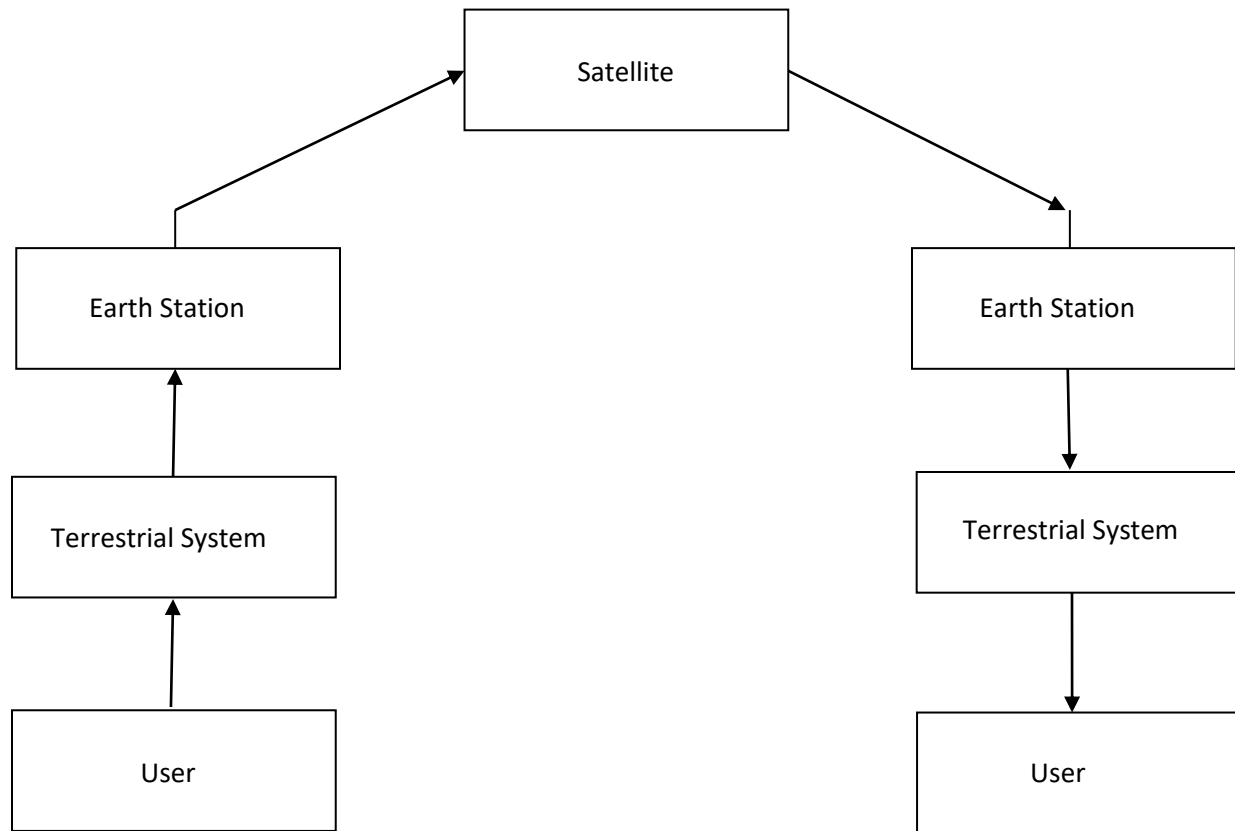 Satellite
Earth Station
Earth Station
Terrestrial System
Terrestrial System
User
User